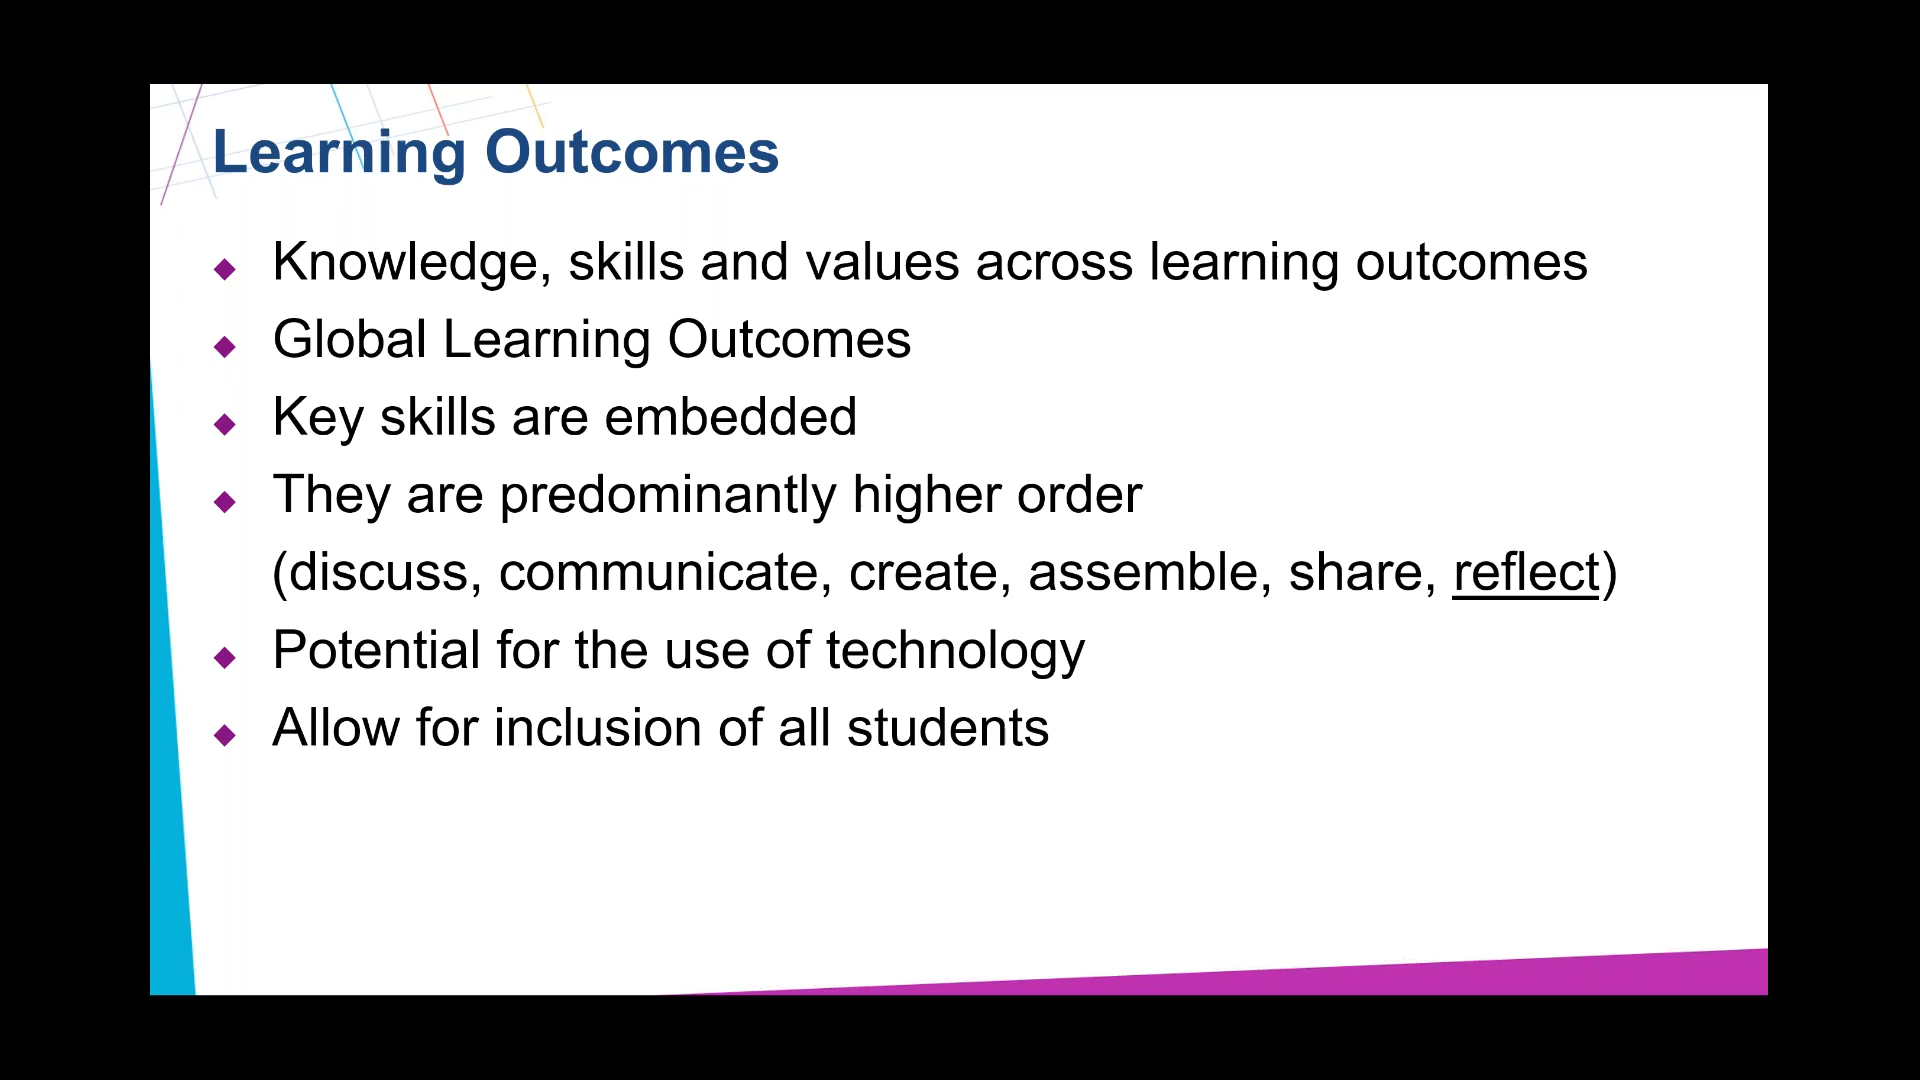 Learning Outcomes
Knowledge, skills and values across learning outcomes
Global Learning Outcomes
Key skills are embedded
They are predominantly higher order
(discuss, communicate, create, assemble, share, reflect)
Potential for the use of technology
Allow for inclusion of all students